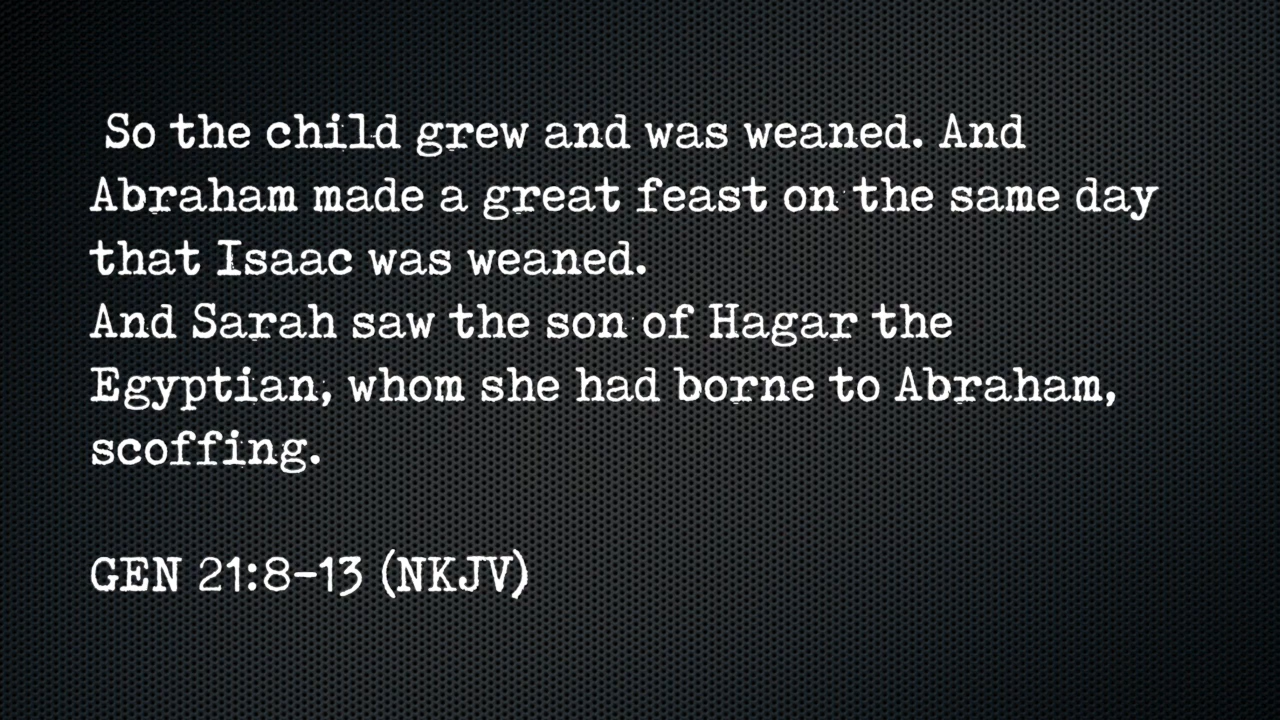 So the child grew and was weaned. And
Abraham made a great feast on the same day
that Isaac was weaned.
And Sarah saw the son of Hagar the
Egyptian, whom she had borne to Abraham,
scoffing.
GEN 21:8-13 (NKJV)